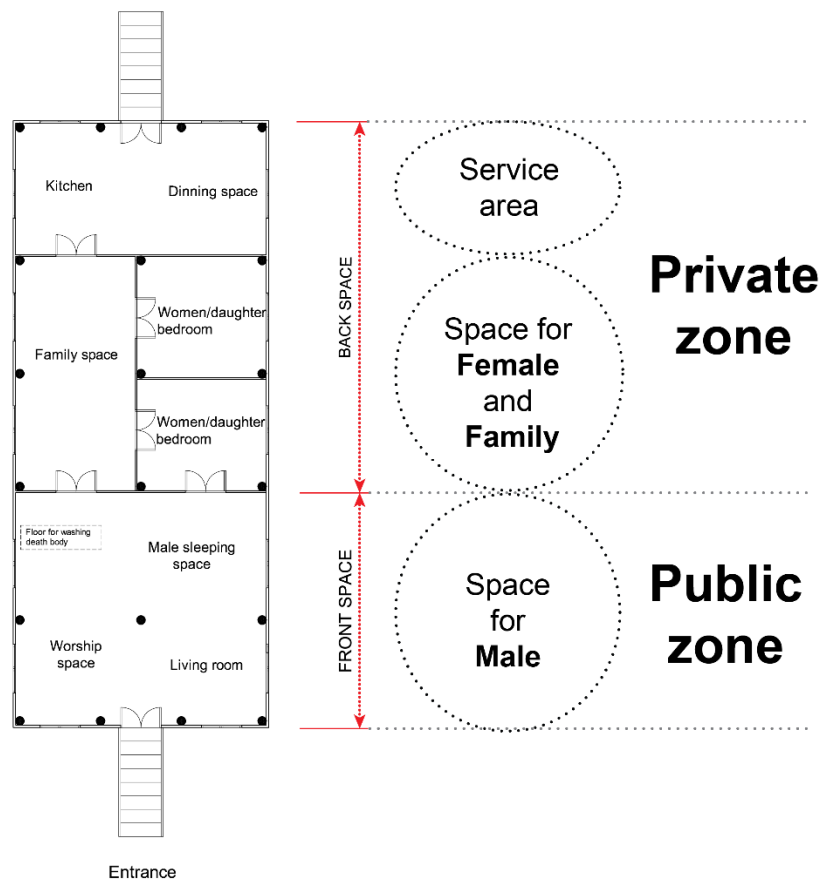 Kitchen
Dinning space
Women/daughter
bedroom
Family space
Women/daughter
bedroom
Floor for washing
death body
Male sleeping
space
Worship
space
Living room
Entrance
BACK SPACE
FRONT SPACE
Service
area
Space for
Female
and
Family
Space
for
Male
Private
zone
Public
zone